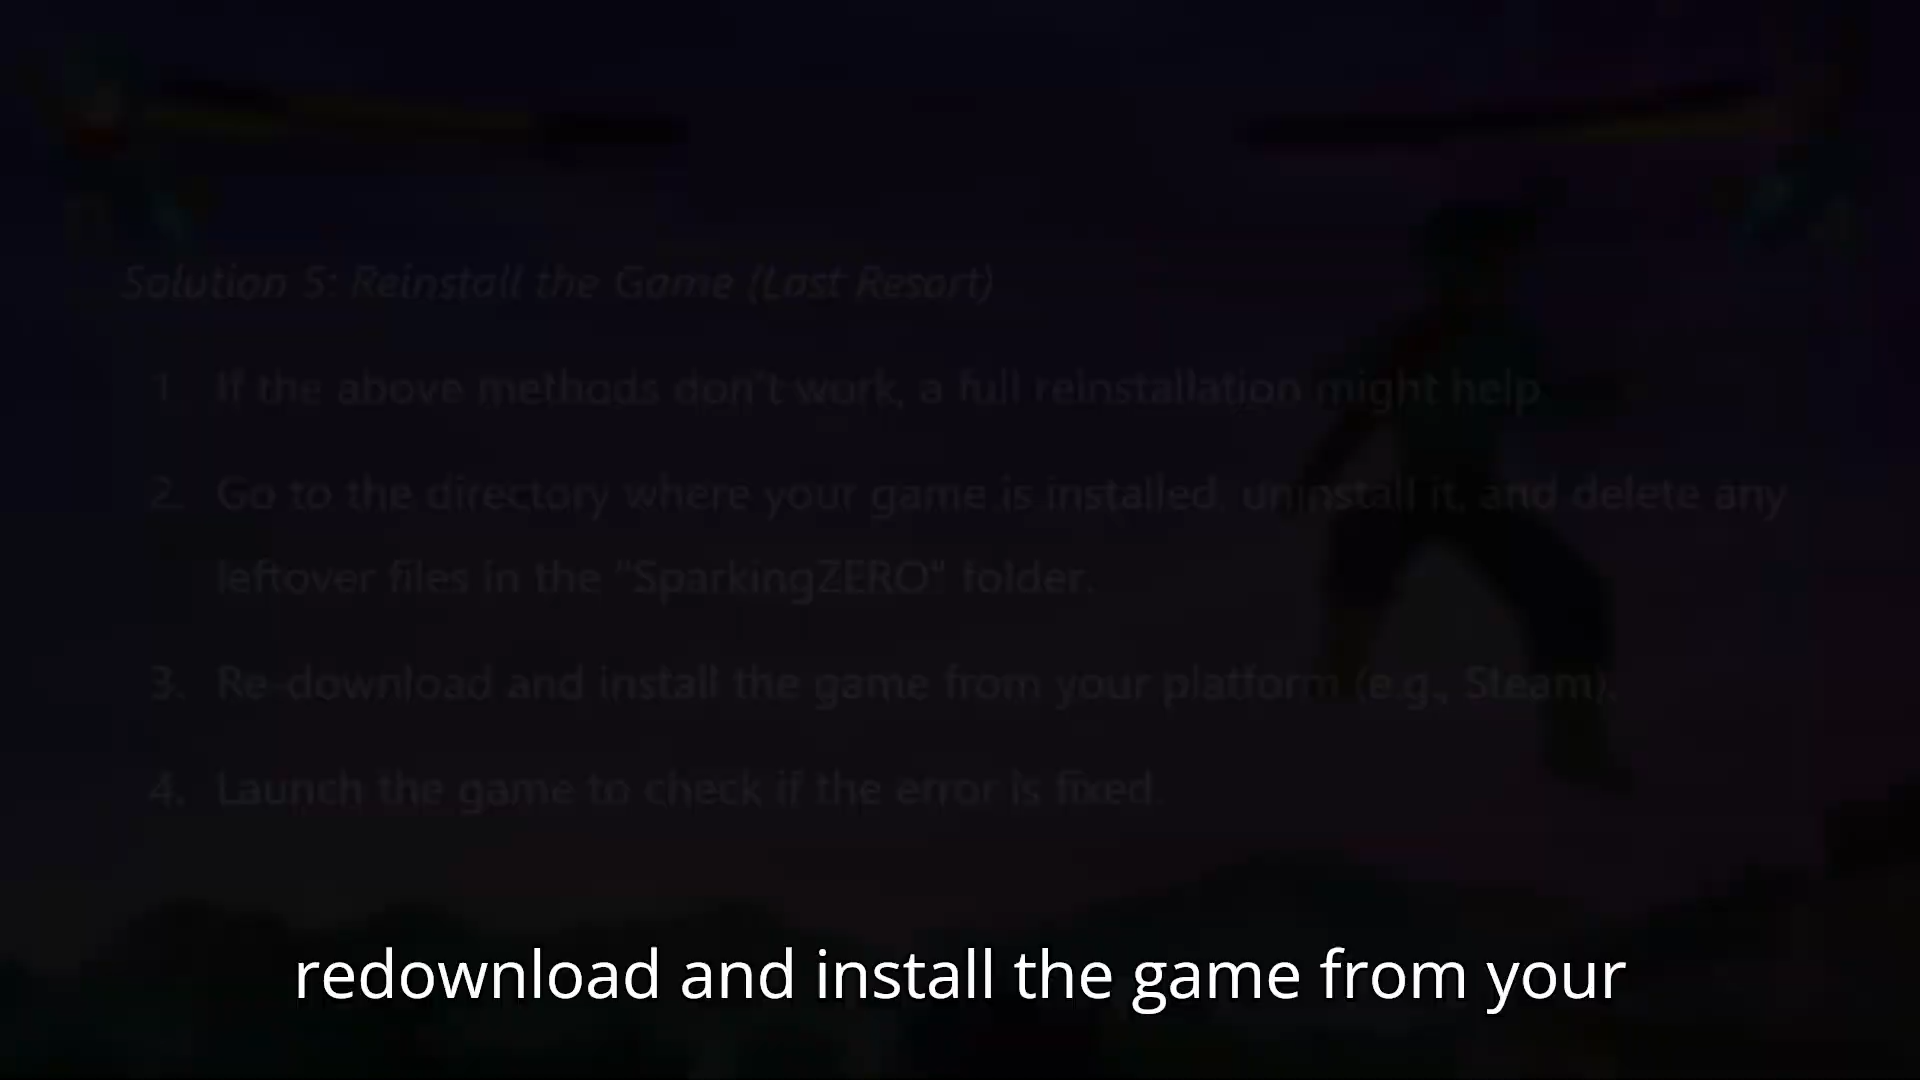 Solution 5: Reinstall the Game (Last Resort)
1. If the above methods don't work, a full reinstallation might help.
2. Go to the directory where your game is installed, uninstall it, and delete any
leftover files in the "SparkingZERO" folder.
3. Re-download and install the game from your platform (e.g., Steam).
4. Launch the game to check if the error is fixed.
redownload and install the game from your